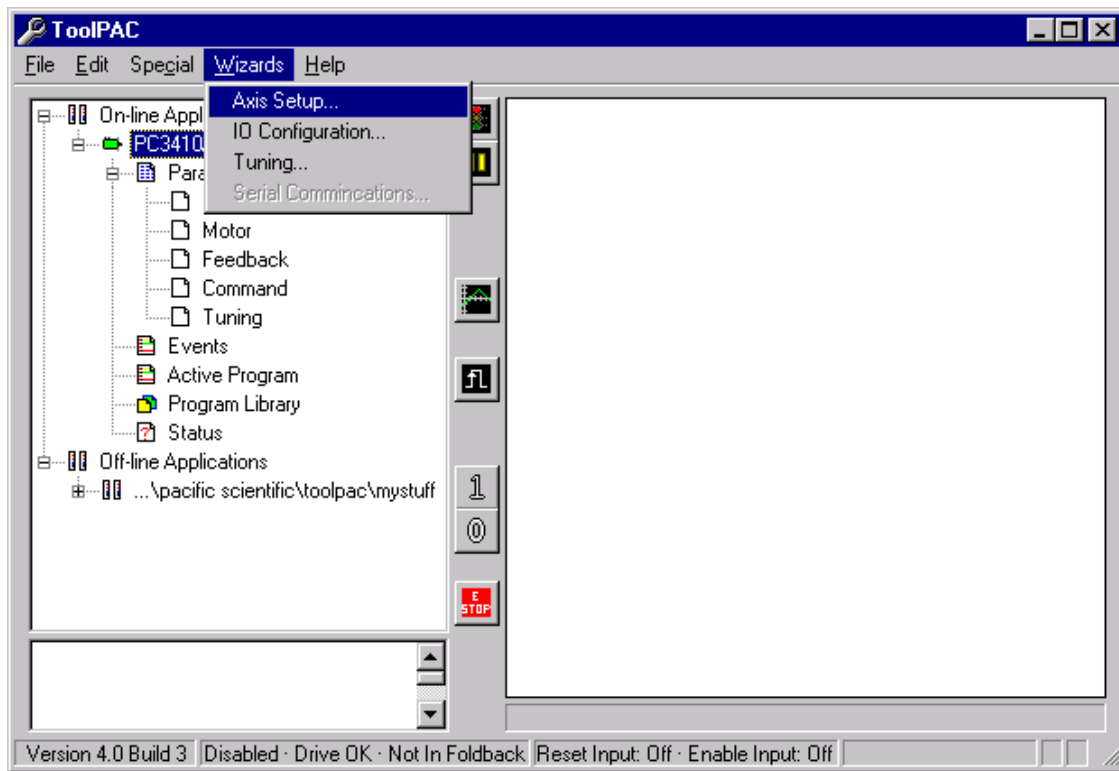 ToolPAC
File Edit Special Wizards Help
Axis Setup...
IO Configuration...
Tuning...
Serial Commincations...
On-line Appl
PC3410
Para
Motor
Feedback
Command
Tuning
Events
Active Program
Program Library
Status
Off-line Applications
...\pacific scientific\toolpac\mystuff
1
0
E
STOP
Version 4.0 Build 3 Disabled · Drive OK · Not In Foldback Reset Input: Off · Enable Input: Off